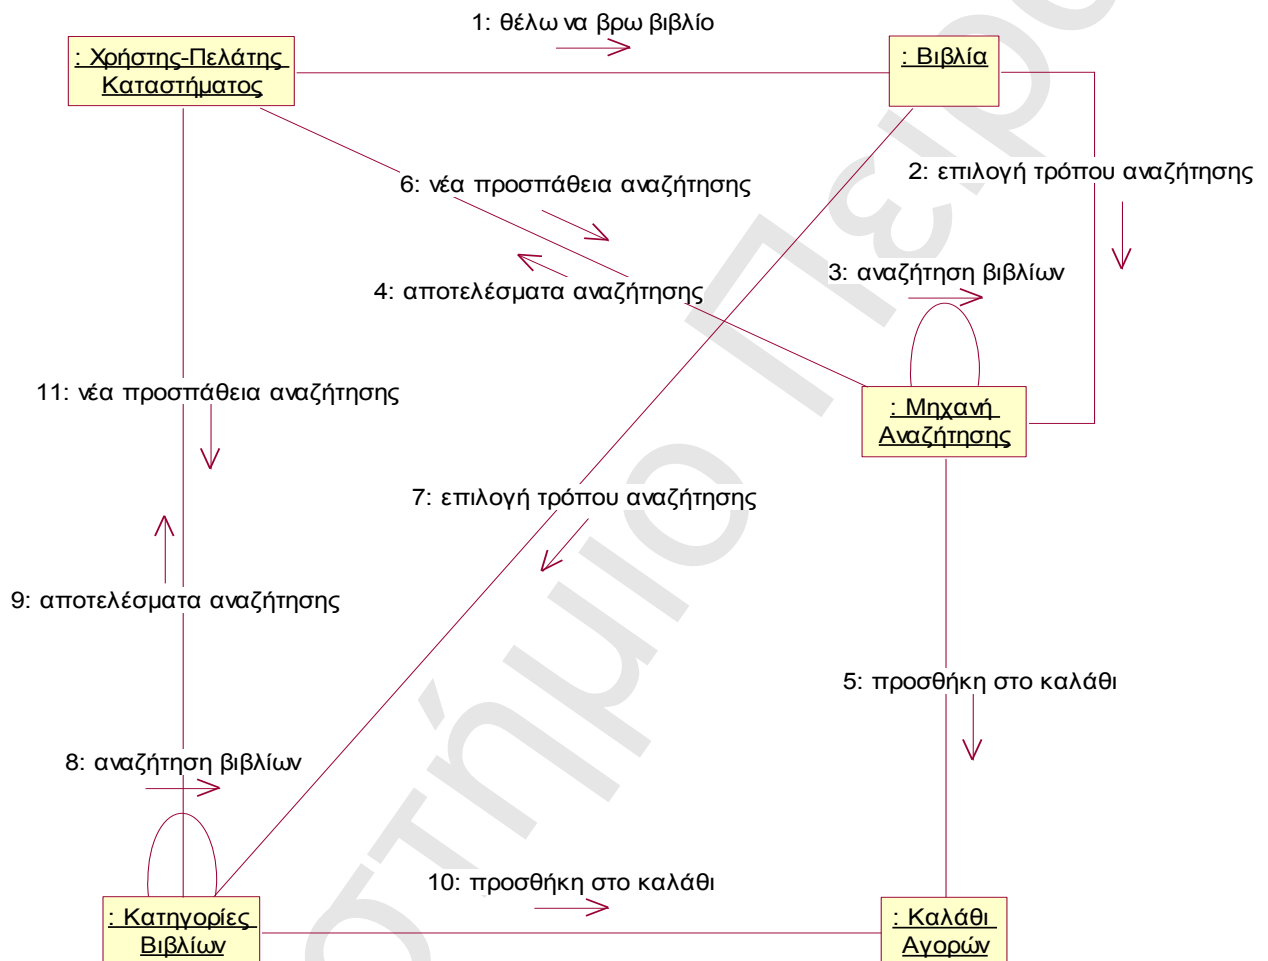 1: θέλω να βρω βιβλίο
: Χρήστης-Πελάτης
Καταστήματος
: Βιβλία
2: επιλογή τρόπου αναζήτησης
6: νέα προσπάθεια αναζήτησης
3: αναζήτηση βιβλίων
4: αποτελέσματα αναζήτησης
11: νέα προσπάθεια αναζήτησης
: Μηχανή
Αναζήτησης
7: επιλογή τρόπου αναζήτησης
9: αποτελέσματα αναζήτησης
5: προσθήκη στο καλάθι
8: αναζήτηση βιβλίων
10: προσθήκη στο καλάθι
: Κατηγορίες
Βιβλίων
: Καλάθι
Αγορών